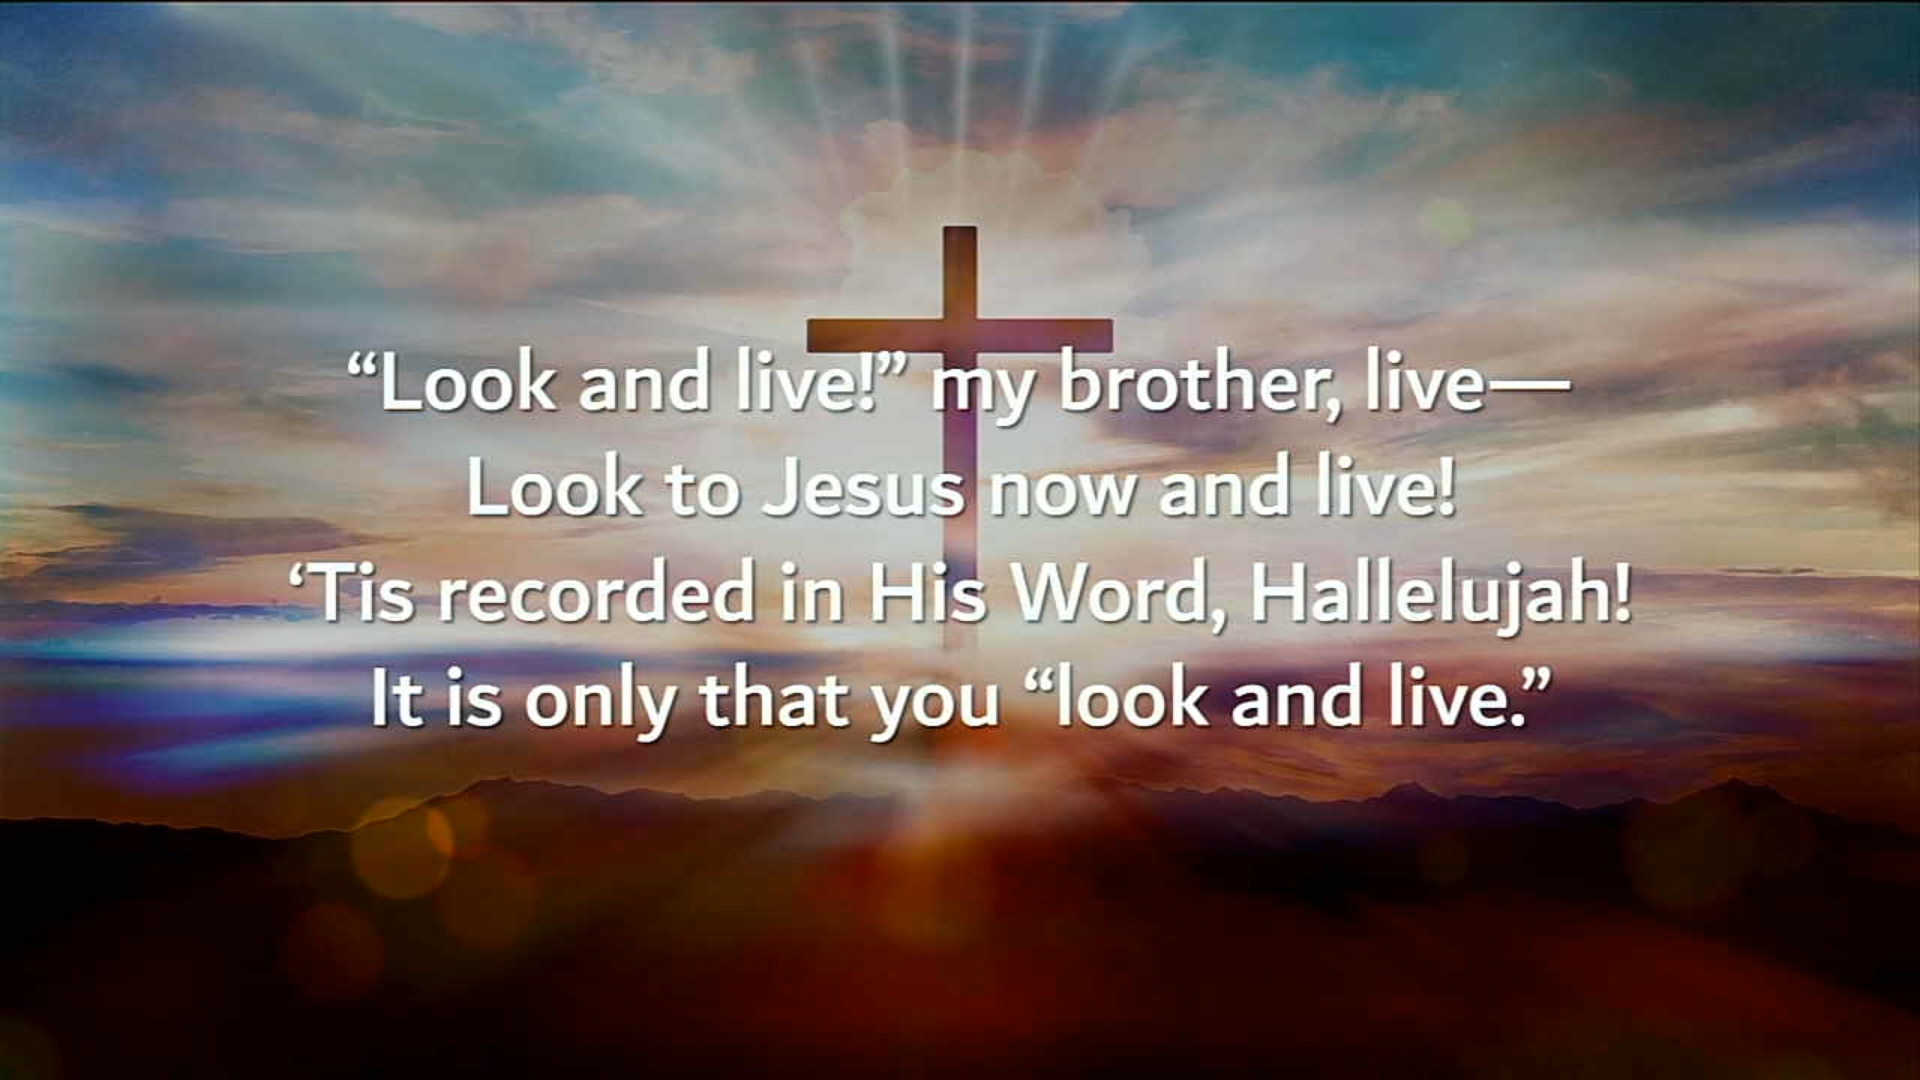 “Look and live!” my brother, live—
Look to Jesus now and live!
‘Tis recorded in His Word, Hallelujah!
It is only that you “look and live.”